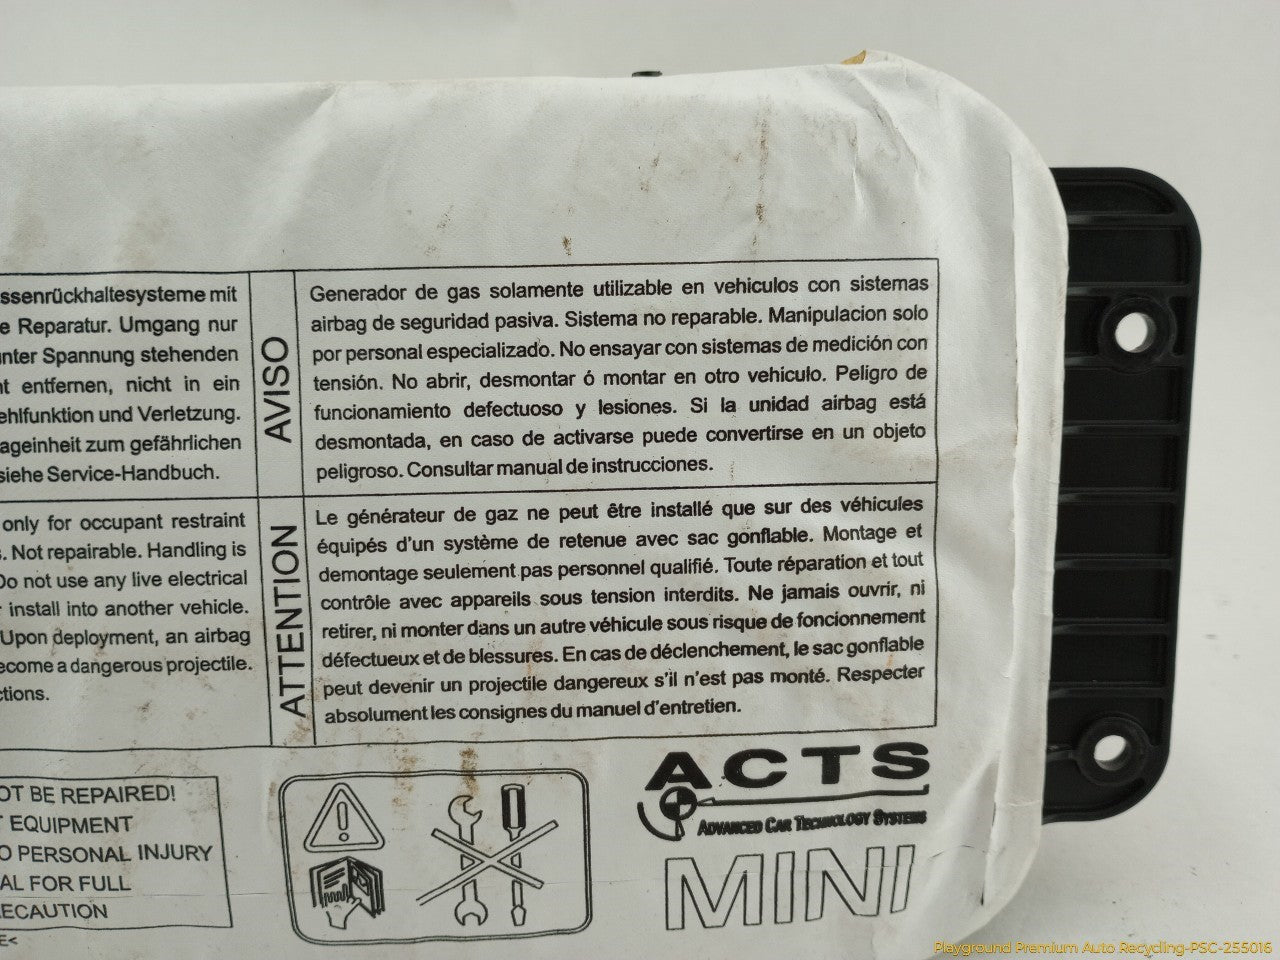 ssenrückhaltesysteme mit
e Reparatur. Umgang nur
unter Spannung stehenden
nt entfernen, nicht in ein
ehlfunktion und Verletzung.
ageinheit zum gefährlichen
siehe Service-Handbuch.
AVISO
Generador de gas solamente utilizable en vehiculos con sistemas
airbag de seguridad pasiva. Sistema no reparable. Manipulacion solo
por personal especializado. No ensayar con sistemas de medición con
tensión. No abrir, desmontar ó montar en otro vehículo. Peligro de
funcionamiento defectuoso y lesiones. Si la unidad airbag está
desmontada, en caso de activarse puede convertirse en un objeto
peligroso. Consultar manual de instrucciones.
only for occupant restraint
s. Not repairable. Handling is
Do not use any live electrical
r install into another vehicle.
Upon deployment, an airbag
ecome a dangerous projectile.
ctions.
ATTENTION
Le générateur de gaz ne peut être installé que sur des véhicules
équipés d'un système de retenue avec sac gonflable. Montage et
demontage seulement pas personnel qualifié. Toute réparation et tout
contrôle avec appareils sous tension interdits. Ne jamais ouvrir, ni
retirer, ni monter dans un autre véhicule sous risque de fonctionnement
défectueux et de blessures. En cas de déclenchement, le sac gonflable
peut devenir un projectile dangereux s'il n'est pas monté. Respecter
absolument les consignes du manuel d'entretien.
OT BE REPAIRED!
T EQUIPMENT
O PERSONAL INJURY
AL FOR FULL
ECAUTION
E<
ACTS
ADVANCED CAR TECHNOLOGY SYSTEMS
MINI
Playground Premium Auto Recycling-PSC-255016